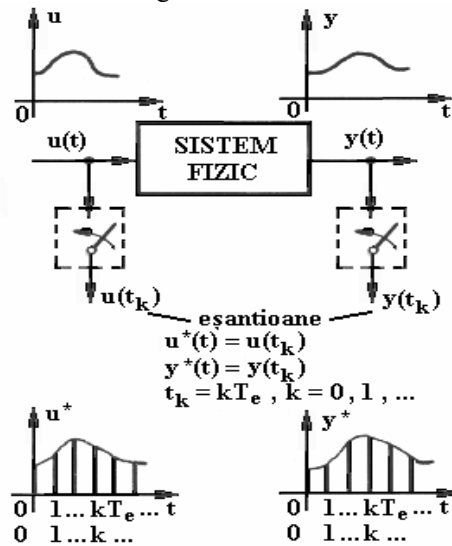 u y
0 t 0 t
u(t) SISTEM FIZIC y(t)
u(tₖ) eşantioane y(tₖ)
u*(t) = u(tₖ)
y*(t) = y(tₖ)
tₖ = kTₑ , k = 0 , 1 , ...
u* y*
0 1 ... kTₑ ... t 0 1 ... kTₑ ... t
0 1 ... k ... 0 1 ... k ...